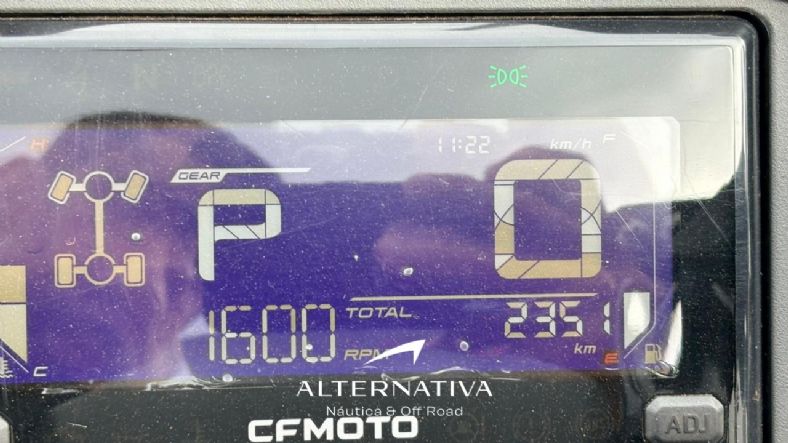 11:22 km/h F
H
GEAR
P 0
1600 RPM
TOTAL 2351 km
C E
ALTERNATIVA
Náutica & Off Road
CFMOTO
ADJ